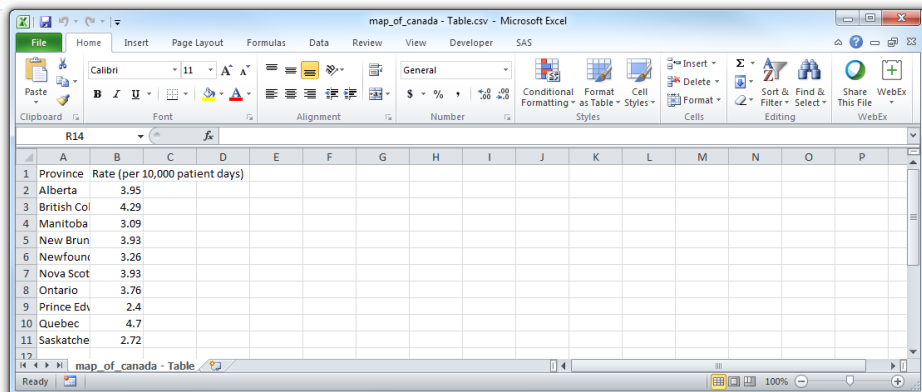 map_of_canada - Table.csv - Microsoft Excel
File Home Insert Page Layout Formulas Data Review View Developer SAS
Paste
Calibri 11 A A
B I U A
General
$ % , .0 .00 .00 .0
Conditional Formatting
Format as Table
Cell Styles
Insert
Delete
Format
Σ
Sort & Filter
Find & Select
Share This File
WebEx
Clipboard Font Alignment Number Styles Cells Editing WebEx
R14 fx
A B C D E F G H I J K L M N O P
1 Province Rate (per 10,000 patient days)
2 Alberta 3.95
3 British Col 4.29
4 Manitoba 3.09
5 New Brun 3.93
6 Newfound 3.26
7 Nova Scot 3.93
8 Ontario 3.76
9 Prince Edv 2.4
10 Quebec 4.7
11 Saskatche 2.72
12
map_of_canada - Table
Ready 100%